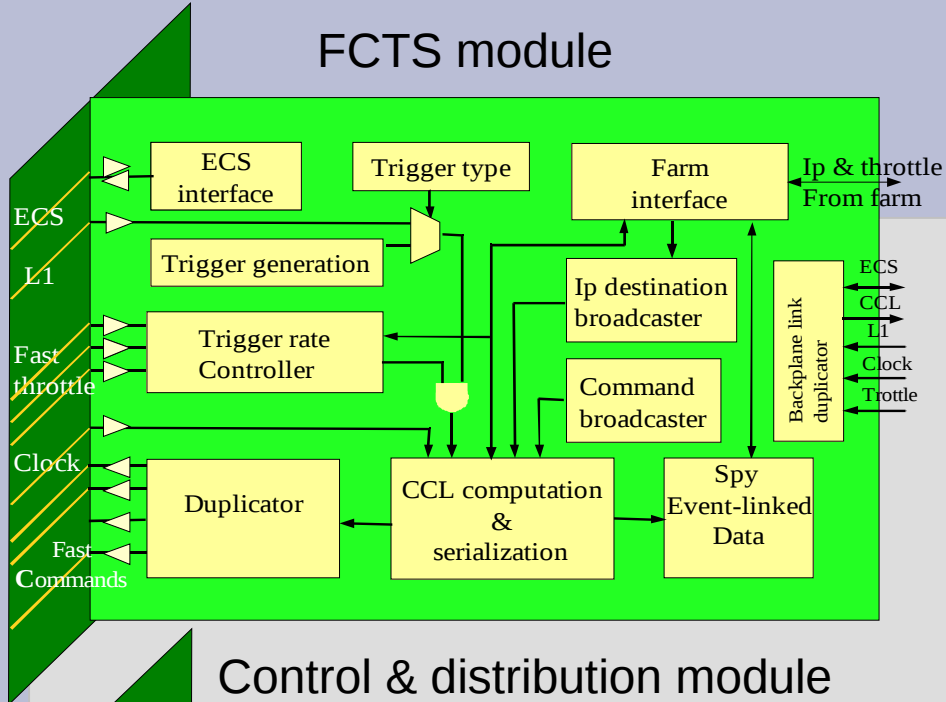 FCTS module
ECS
interface
Trigger type
Farm
interface
Ip & throttle
From farm
ECS
L1
Trigger generation
Ip destination
broadcaster
ECS
CCL
L1
Clock
Trottle
Backplane link
duplicator
Fast
throttle
Trigger rate
Controller
Command
broadcaster
Clock
Duplicator
CCL computation
&
serialization
Spy
Event-linked
Data
Fast
Commands
Control & distribution module